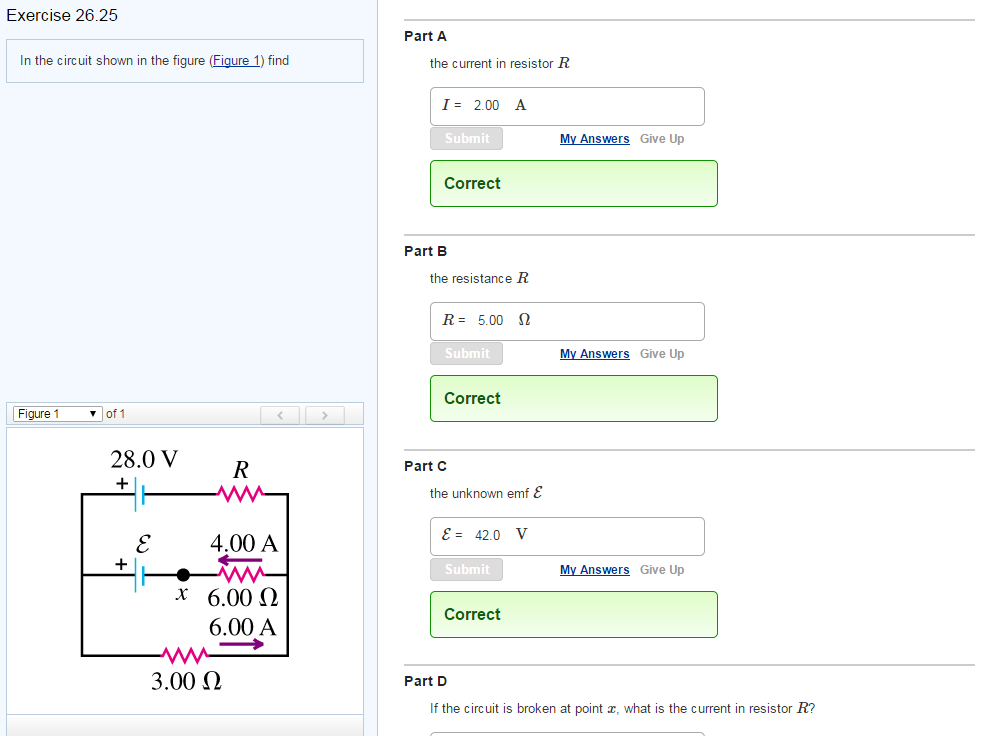 Exercise 26.25
In the circuit shown in the figure (Figure 1) find
Figure 1 ▼ of 1
28.0 V
R
+
ℰ
4.00 A
+
x
6.00 Ω
6.00 A
3.00 Ω
Part A
the current in resistor R
I = 2.00 A
Submit My Answers Give Up
Correct
Part B
the resistance R
R = 5.00 Ω
Submit My Answers Give Up
Correct
Part C
the unknown emf ℰ
ℰ = 42.0 V
Submit My Answers Give Up
Correct
Part D
If the circuit is broken at point x, what is the current in resistor R?